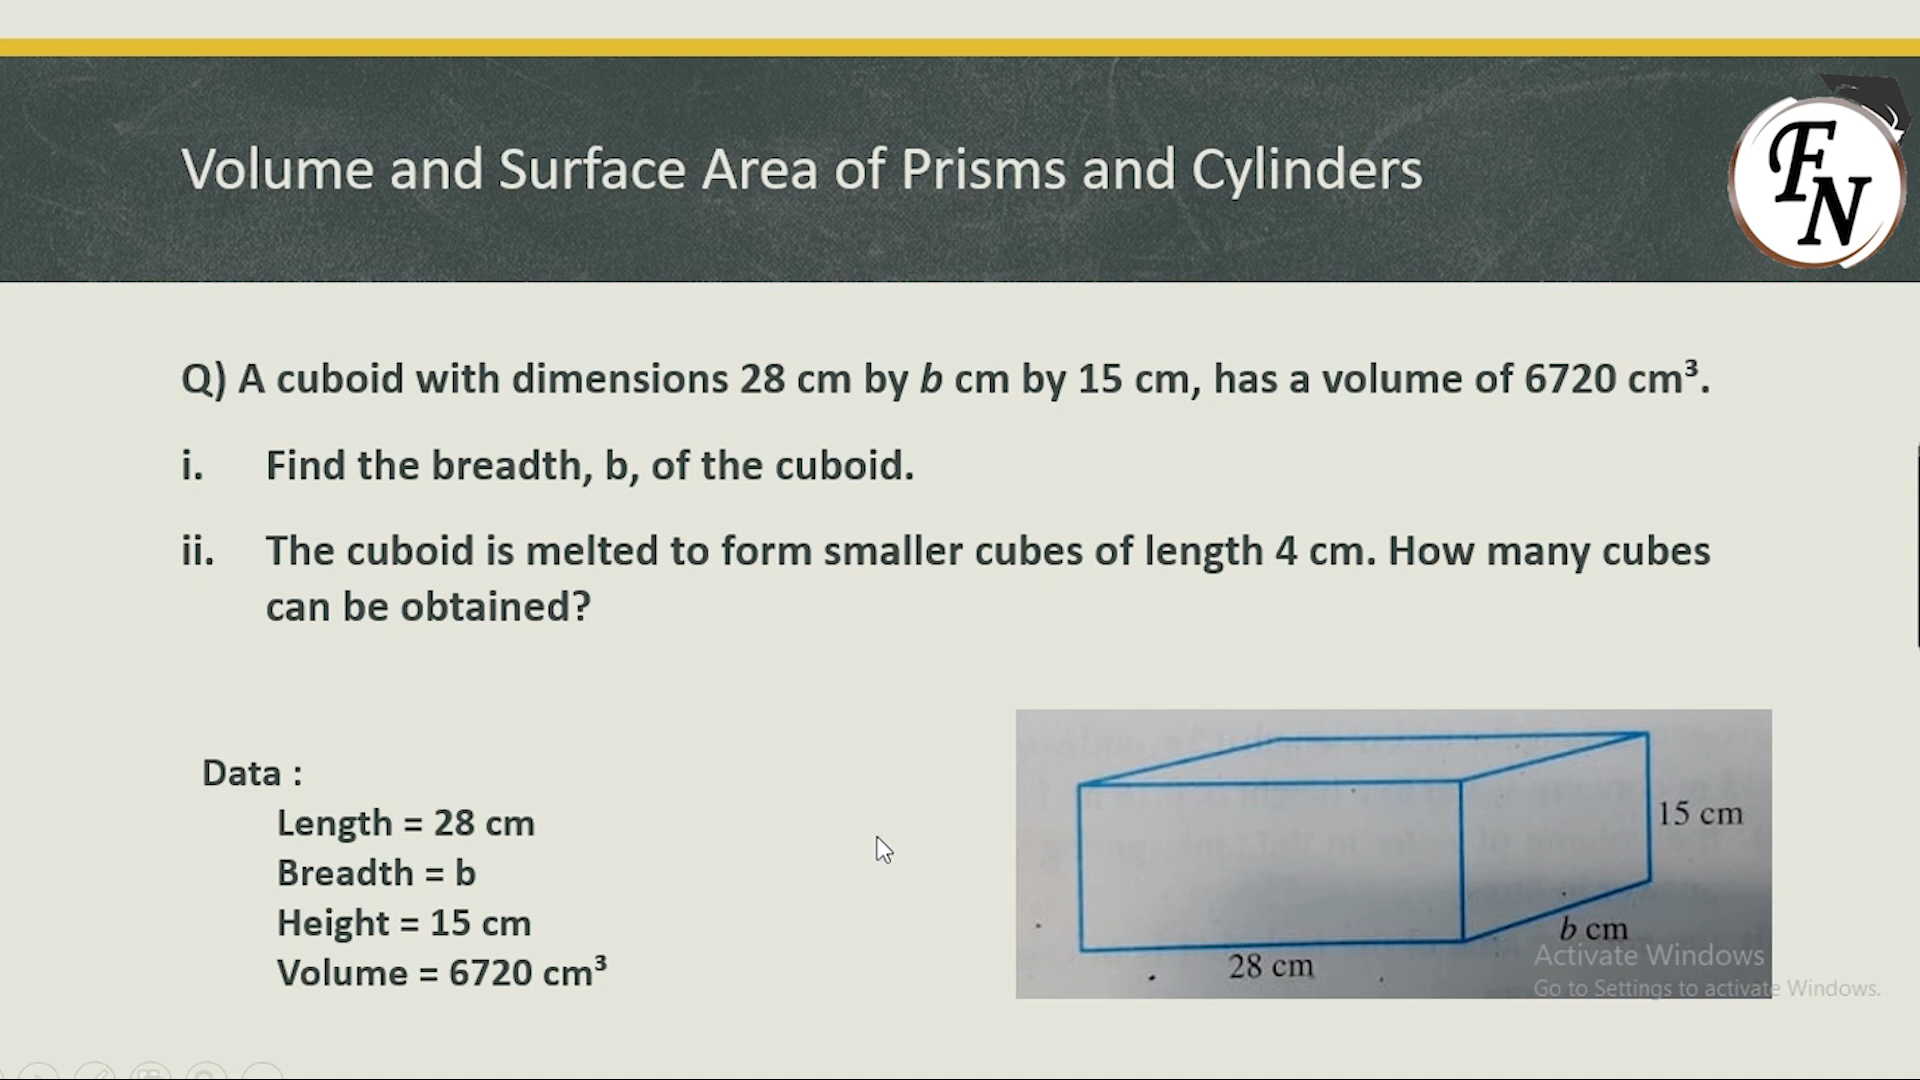 Volume and Surface Area of Prisms and Cylinders
FN
Q) A cuboid with dimensions 28 cm by b cm by 15 cm, has a volume of 6720 cm³.
i. Find the breadth, b, of the cuboid.
ii. The cuboid is melted to form smaller cubes of length 4 cm. How many cubes
can be obtained?
Data :
Length = 28 cm
Breadth = b
Height = 15 cm
Volume = 6720 cm³
15 cm
b cm
28 cm
Activate Windows
Go to Settings to activate Windows.